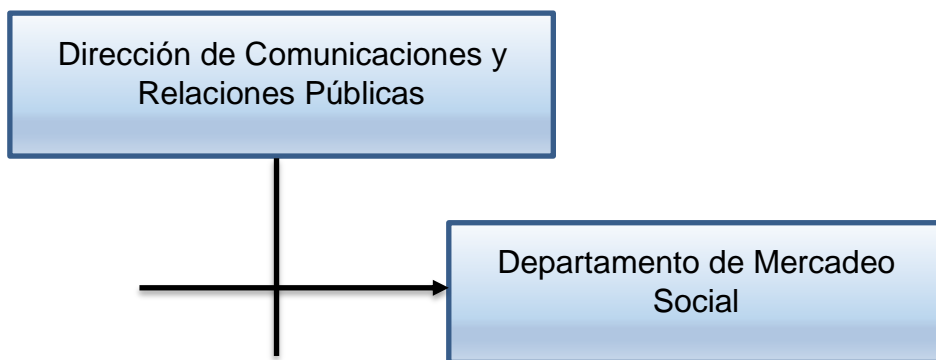 Dirección de Comunicaciones y
Relaciones Públicas
Departamento de Mercadeo
Social